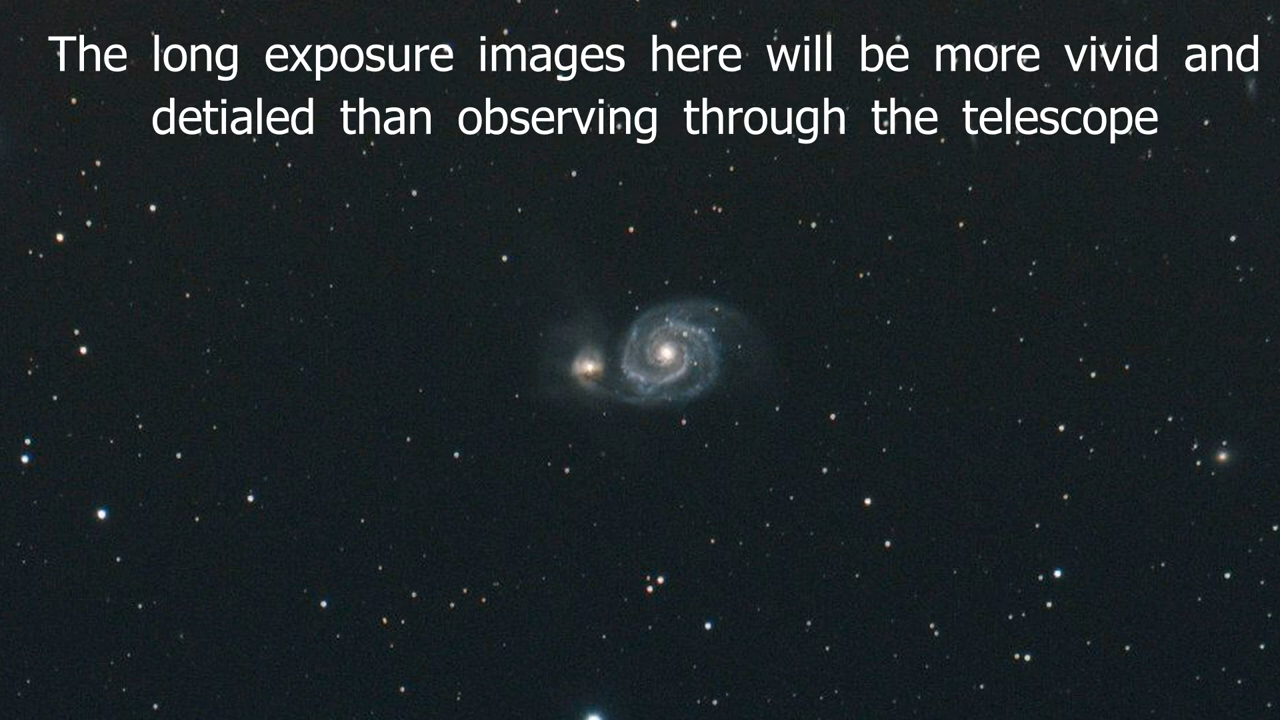 The long exposure images here will be more vivid and
detialed than observing through the telescope